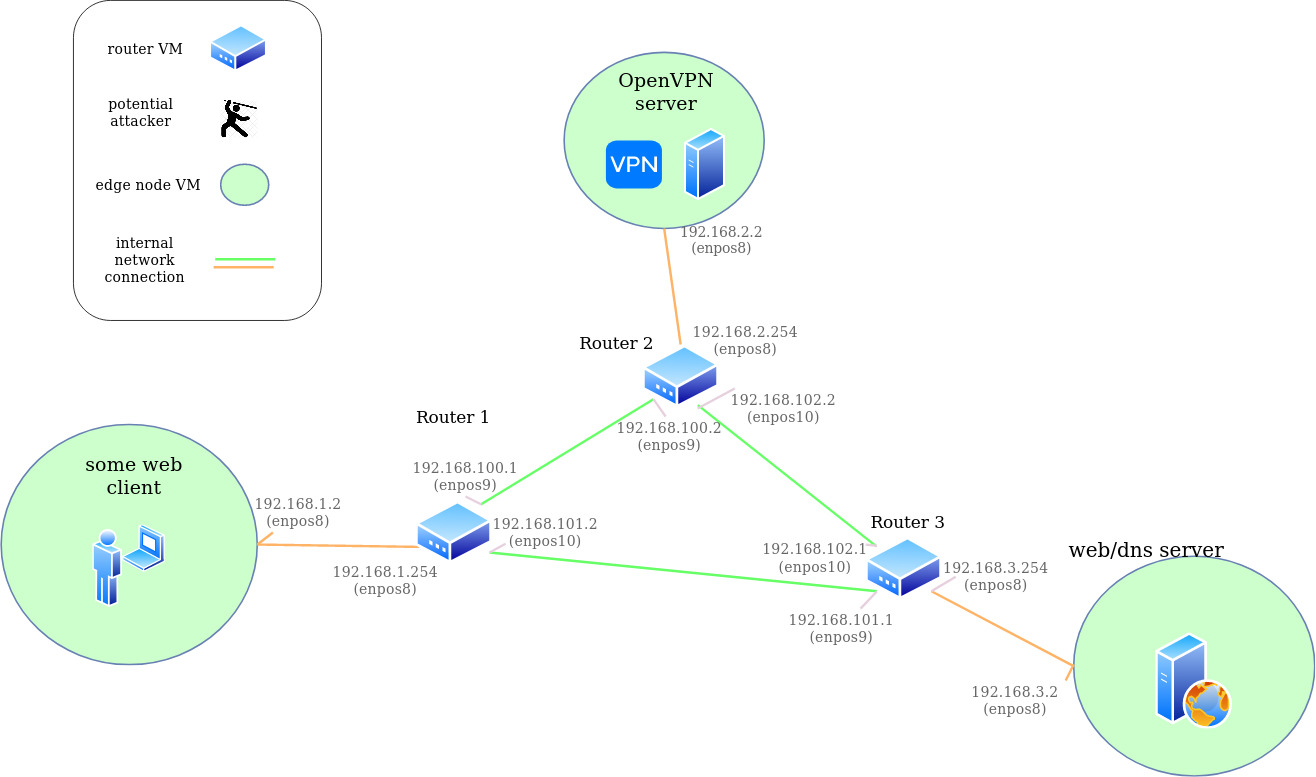 router VM
potential
attacker
edge node VM
internal
network
connection
OpenVPN
server
VPN
192.168.2.2
(enpos8)
192.168.2.254
(enpos8)
Router 2
192.168.102.2
(enpos10)
192.168.100.2
(enpos9)
Router 1
192.168.100.1
(enpos9)
some web
client
192.168.1.2
(enpos8)
192.168.101.2
(enpos10)
192.168.1.254
(enpos8)
Router 3
192.168.102.1
(enpos10)
192.168.3.254
(enpos8)
192.168.101.1
(enpos9)
web/dns server
192.168.3.2
(enpos8)